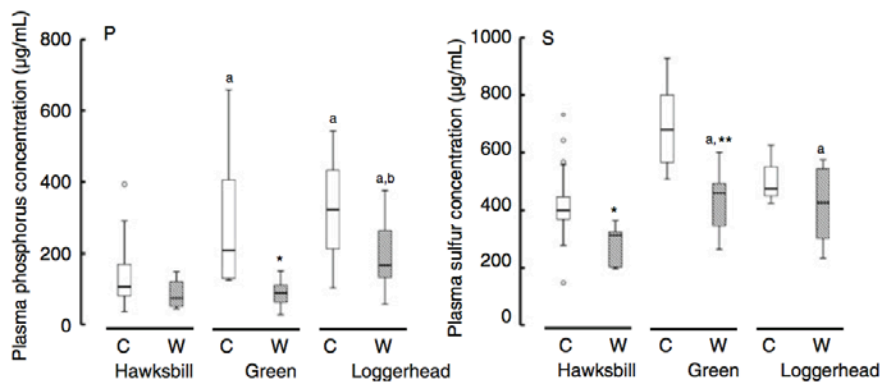 P
Plasma phosphorus concentration (µg/mL)
800
600
400
200
0
a
a
a,b
*
C W C W C W
Hawksbill Green Loggerhead
S
Plasma sulfur concentration (µg/mL)
1000
800
600
400
200
0
*
a,**
a
C W C W C W
Hawksbill Green Loggerhead